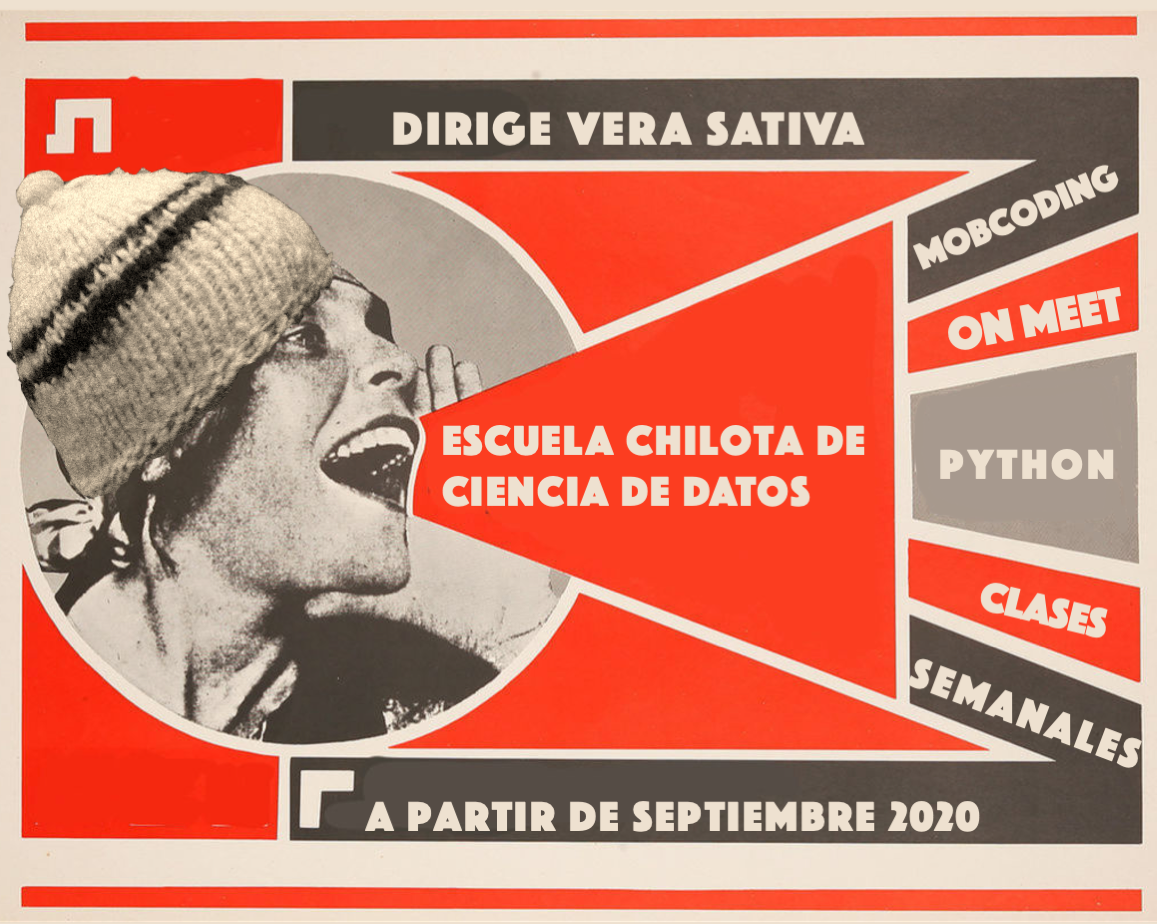 Л
DIRIGE VERA SATIVA
MOBCODING
ON MEET
PYTHON
CLASES
SEMANALES
ESCUELA CHILOTA DE
CIENCIA DE DATOS
Г
A PARTIR DE SEPTIEMBRE 2020